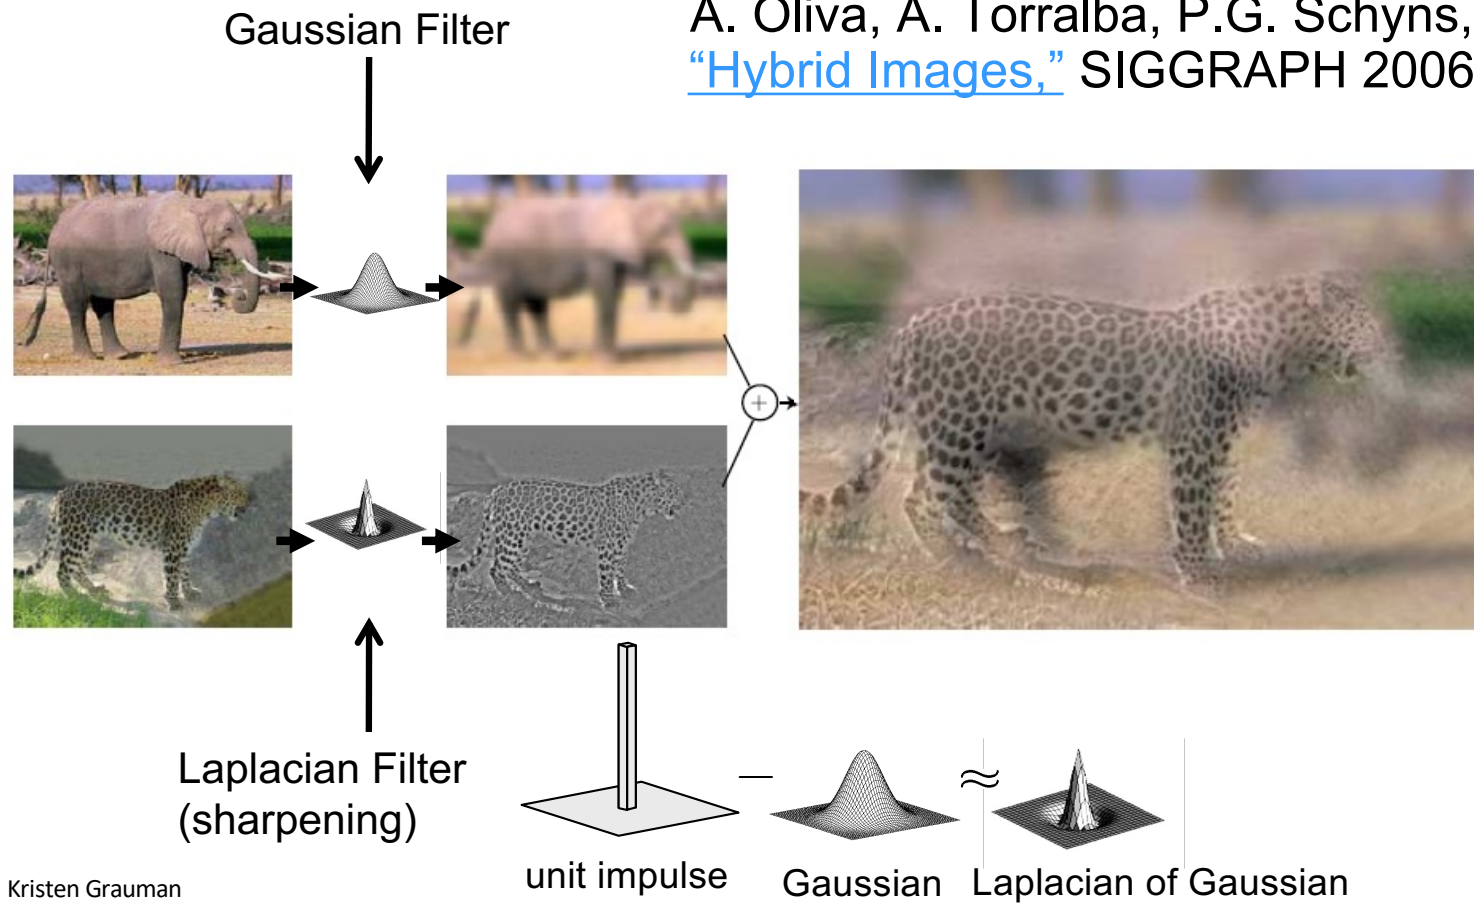 Gaussian Filter
A. Oliva, A. Torralba, P.G. Schyns,
“Hybrid Images,” SIGGRAPH 2006
+
Laplacian Filter
(sharpening)
— ≈
unit impulse Gaussian Laplacian of Gaussian
Kristen Grauman